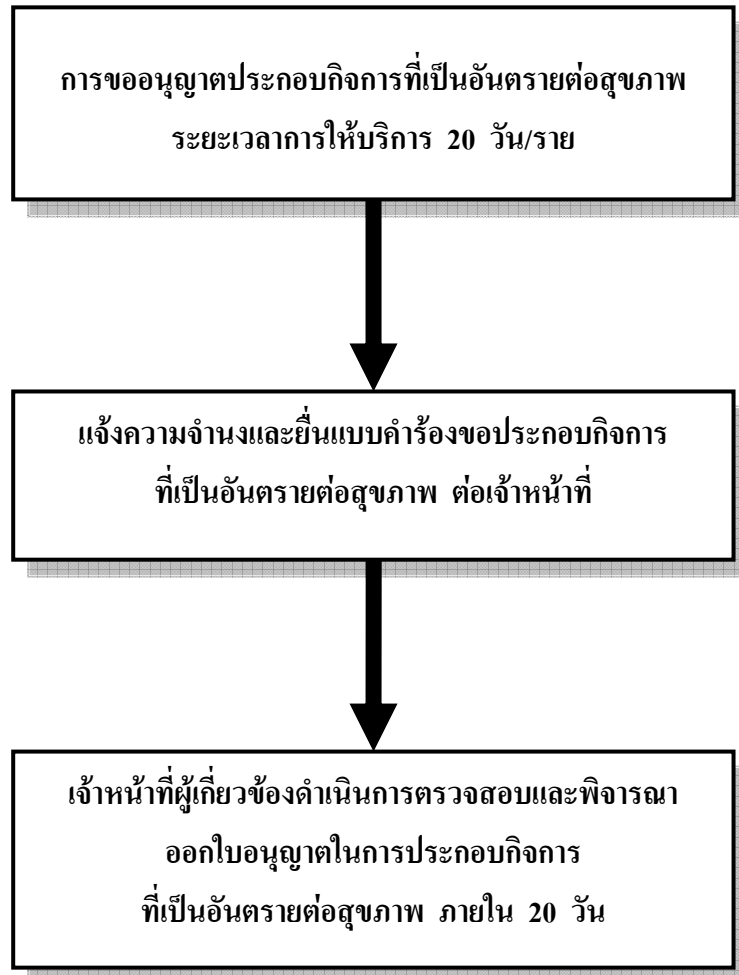 การขออนุญาตประกอบกิจการที่เป็นอันตรายต่อสุขภาพ
ระยะเวลาการให้บริการ 20 วัน/ราย
แจ้งความจำนงและยื่นแบบคำร้องขอประกอบกิจการ
ที่เป็นอันตรายต่อสุขภาพ ต่อเจ้าหน้าที่
เจ้าหน้าที่ผู้เกี่ยวข้องดำเนินการตรวจสอบและพิจารณา
ออกใบอนุญาตในการประกอบกิจการ
ที่เป็นอันตรายต่อสุขภาพ ภายใน 20 วัน